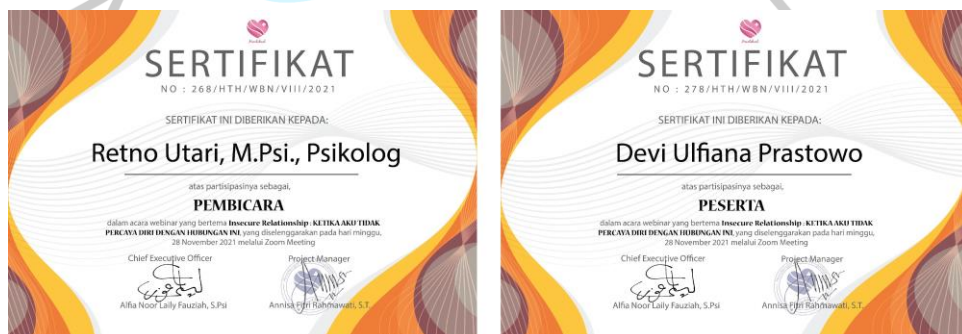 SERTIFIKAT
NO : 268/HTH/WBN/VIII/2021
SERTIFIKAT INI DIBERIKAN KEPADA:
Retno Utari, M.Psi., Psikolog
atas partisipasinya sebagai,
PEMBICARA
dalam acara webinar yang bertema Insecure Relationship : KETIKA AKU TIDAK
PERCAYA DIRI DENGAN HUBUNGAN INI, yang diselenggarakan pada hari minggu,
28 November 2021 melalui Zoom Meeting
Chief Executive Officer Project Manager
Alfia Noor Laily Fauziah, S.Psi Annisa Fitri Rahmawati, S.T.
SERTIFIKAT
NO : 278/HTH/WBN/VIII/2021
SERTIFIKAT INI DIBERIKAN KEPADA:
Devi Ulfiana Prastowo
atas partisipasinya sebagai,
PESERTA
dalam acara webinar yang bertema Insecure Relationship : KETIKA AKU TIDAK
PERCAYA DIRI DENGAN HUBUNGAN INI, yang diselenggarakan pada hari minggu,
28 November 2021 melalui Zoom Meeting
Chief Executive Officer Project Manager
Alfia Noor Laily Fauziah, S.Psi Annisa Fitri Rahmawati, S.T.